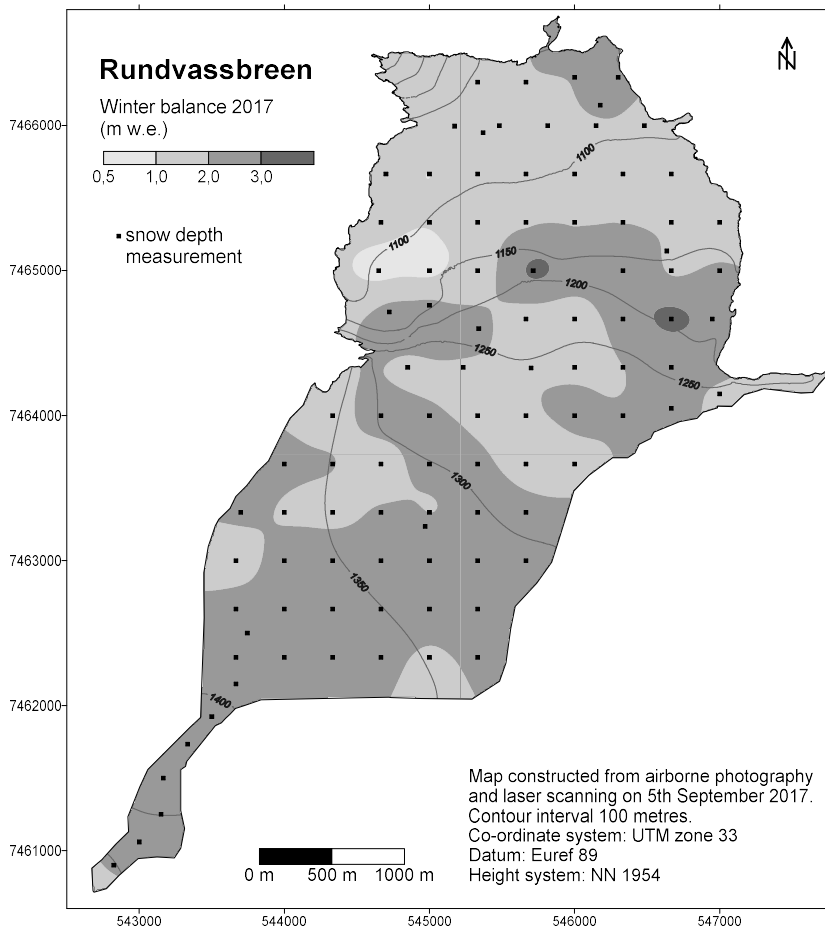 Rundvassbreen
Winter balance 2017
(m w.e.)
0,5 1,0 2,0 3,0
snow depth
measurement
N
7466000
7465000
7464000
7463000
7462000
7461000
1100
1100
1150
1200
1250
1250
1300
1350
1400
Map constructed from airborne photography
and laser scanning on 5th September 2017.
Contour interval 100 metres.
Co-ordinate system: UTM zone 33
Datum: Euref 89
Height system: NN 1954
0 m 500 m 1000 m
543000 544000 545000 546000 547000